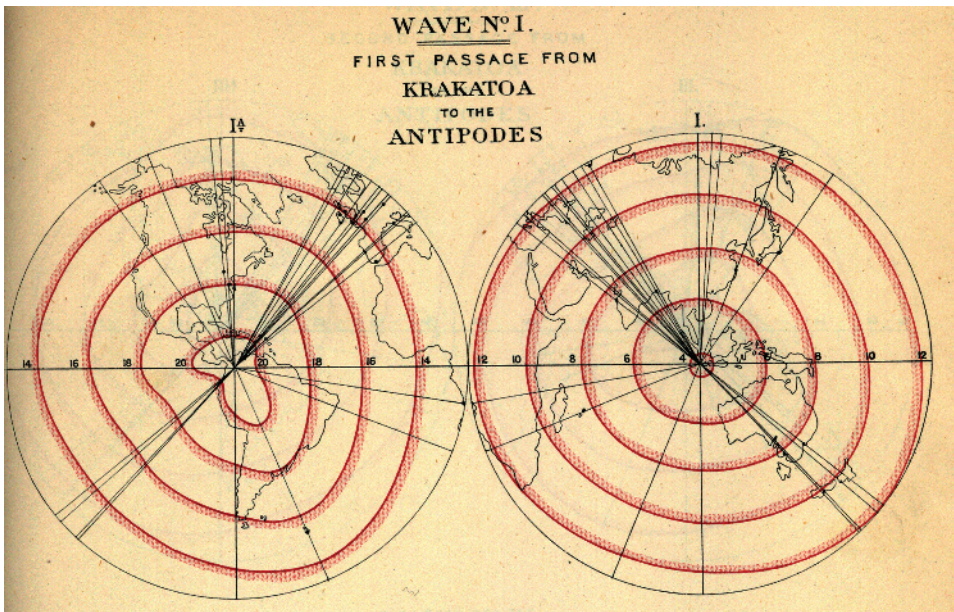 WAVE Nº I.
FIRST PASSAGE FROM
KRAKATOA
TO THE
ANTIPODES
IA
I.
14 16 20 20 18 16 14
12 10 8 6 4 8 10 12